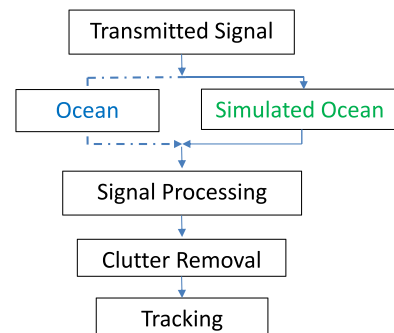 Transmitted Signal
Ocean
Simulated Ocean
Signal Processing
Clutter Removal
Tracking